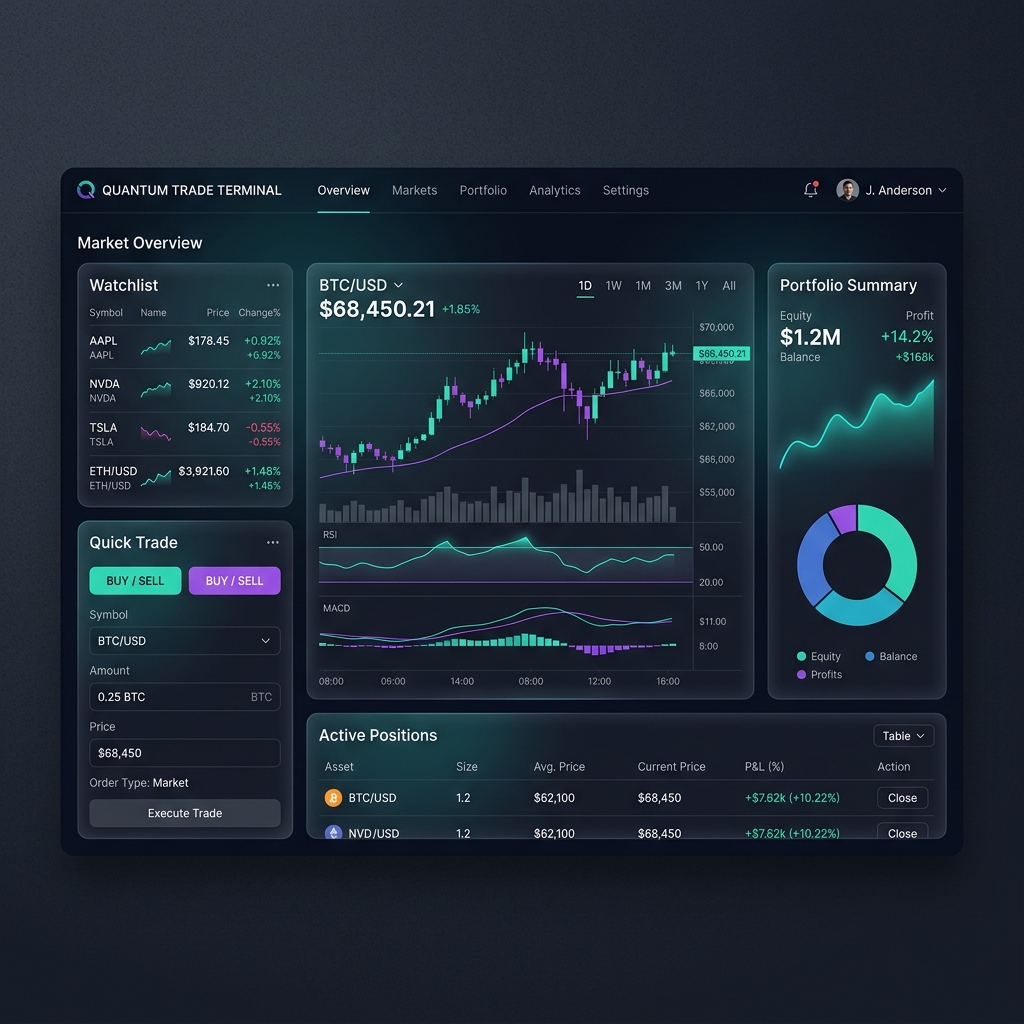 QUANTUM TRADE TERMINAL
Overview Markets Portfolio Analytics Settings
J. Anderson
Market Overview
Watchlist
Symbol Name Price Change%
AAPL $178.45 +0.92%
AAPL +6.92%
NVDA $920.12 +2.10%
NVDA +2.10%
TSLA $184.70 -0.55%
TSLA -0.55%
ETH/USD $3,921.60 +1.48%
ETH/USD +1.48%
Quick Trade
BUY / SELL BUY / SELL
Symbol
BTC/USD
Amount
0.25 BTC BTC
Price
$68,450
Order Type: Market
Execute Trade
BTC/USD
1D 1W 1M 3M 1Y All
$68,450.21 +1.85%
$70,000
$68,450.21
$66,000
$62,000
$68,000
$55,000
RSI
50.00
20.00
MACD
$11.00
8.00
08:00 06:00 14:00 08:00 12:00 16:00
Portfolio Summary
Equity Profit
$1.2M +14.2%
Balance +$168k
Equity Balance
Profits
Active Positions
Table
Asset Size Avg. Price Current Price P&L (%) Action
BTC/USD 1.2 $62,100 $68,450 +$7.62k (+10.22%) Close
NVD/USD 1.2 $62,100 $68,450 +$7.62k (+10.22%) Close